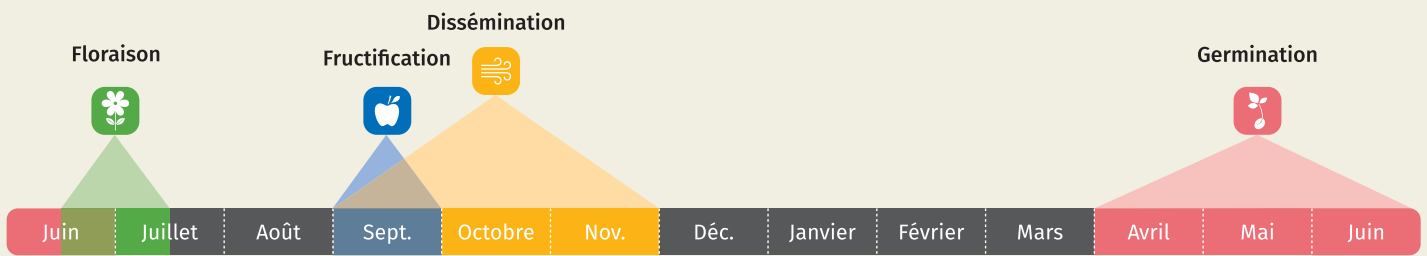 Dissémination
Floraison
Fructification
Germination
Juin Juillet Août Sept. Octobre Nov. Déc. Janvier Février Mars Avril Mai Juin